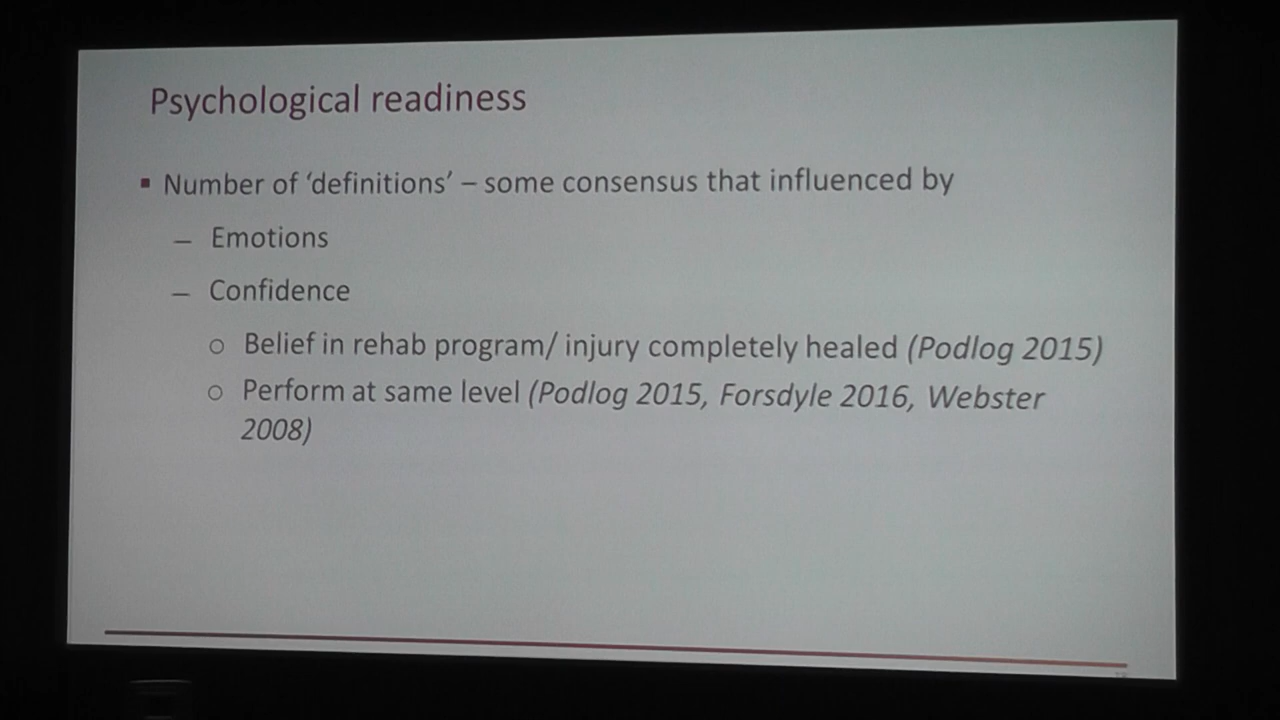 Psychological readiness
▪ Number of ‘definitions’ – some consensus that influenced by
– Emotions
– Confidence
○ Belief in rehab program/ injury completely healed (Podlog 2015)
○ Perform at same level (Podlog 2015, Forsdyle 2016, Webster
2008)